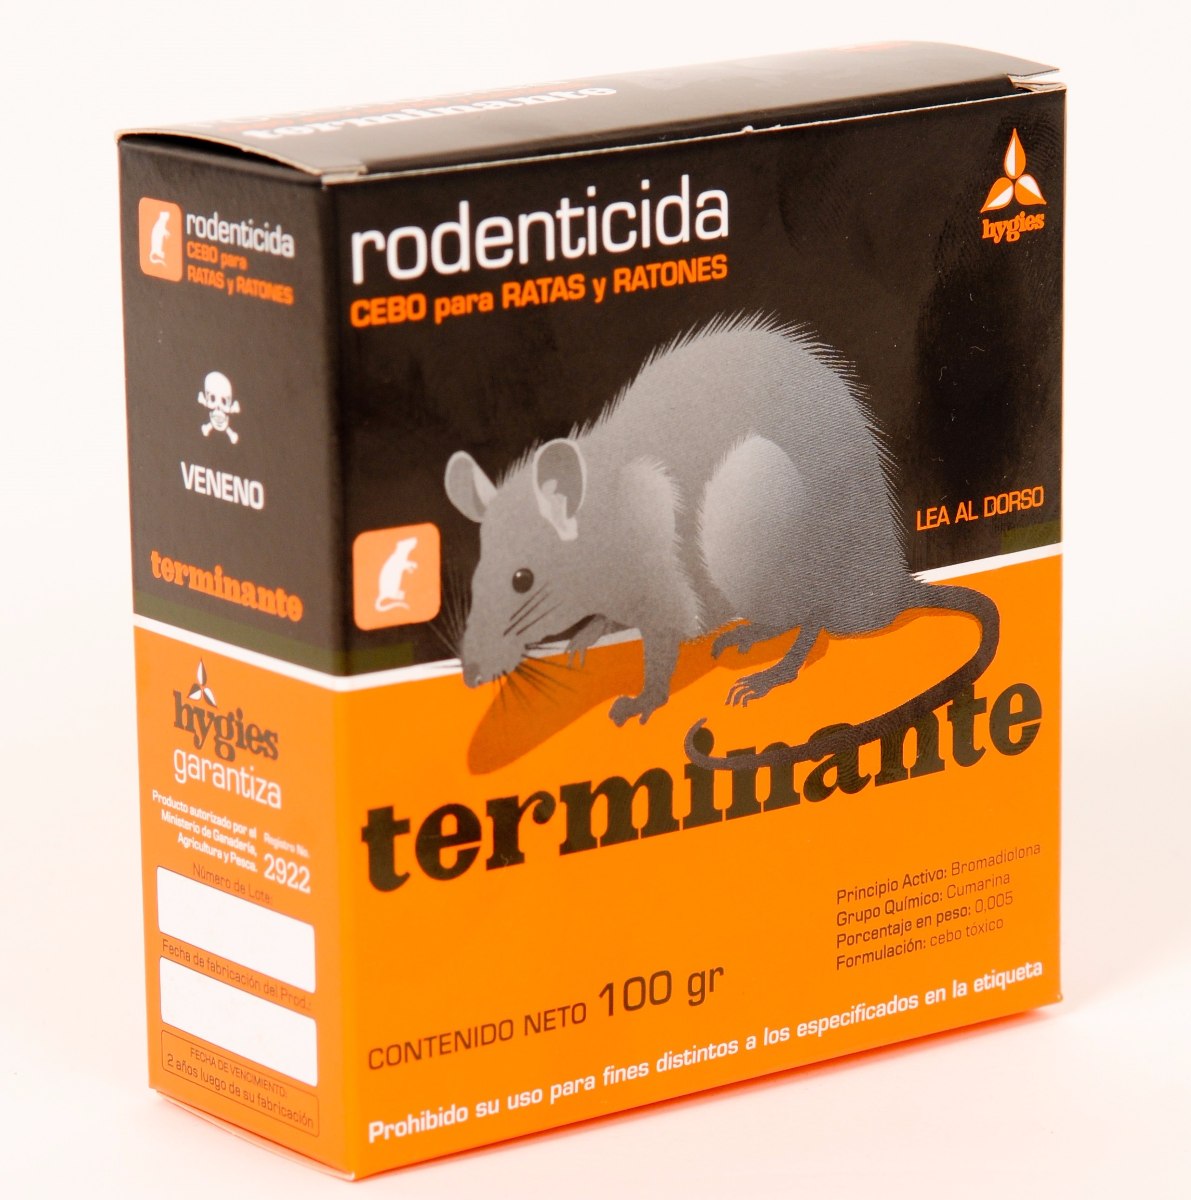 terminante
rodenticida
CEBO para
RATAS y RATONES
VENENO
terminante
hygies
garantiza
Producto autorizado por el
Ministerio de Ganadería,
Agricultura y Pesca.
Registro No.
2922
Número de Lote:
Fecha de fabricación del Prod.:
FECHA DE VENCIMIENTO:
2 años luego de su fabricación
rodenticida
CEBO para RATAS y RATONES
hygies
LEA AL DORSO
terminante
Principio Activo: Bromadiolona
Grupo Químico: Cumarina
Porcentaje en peso: 0,005
Formulación: cebo tóxico
CONTENIDO NETO 100 gr
Prohibido su uso para fines distintos a los especificados en la etiqueta